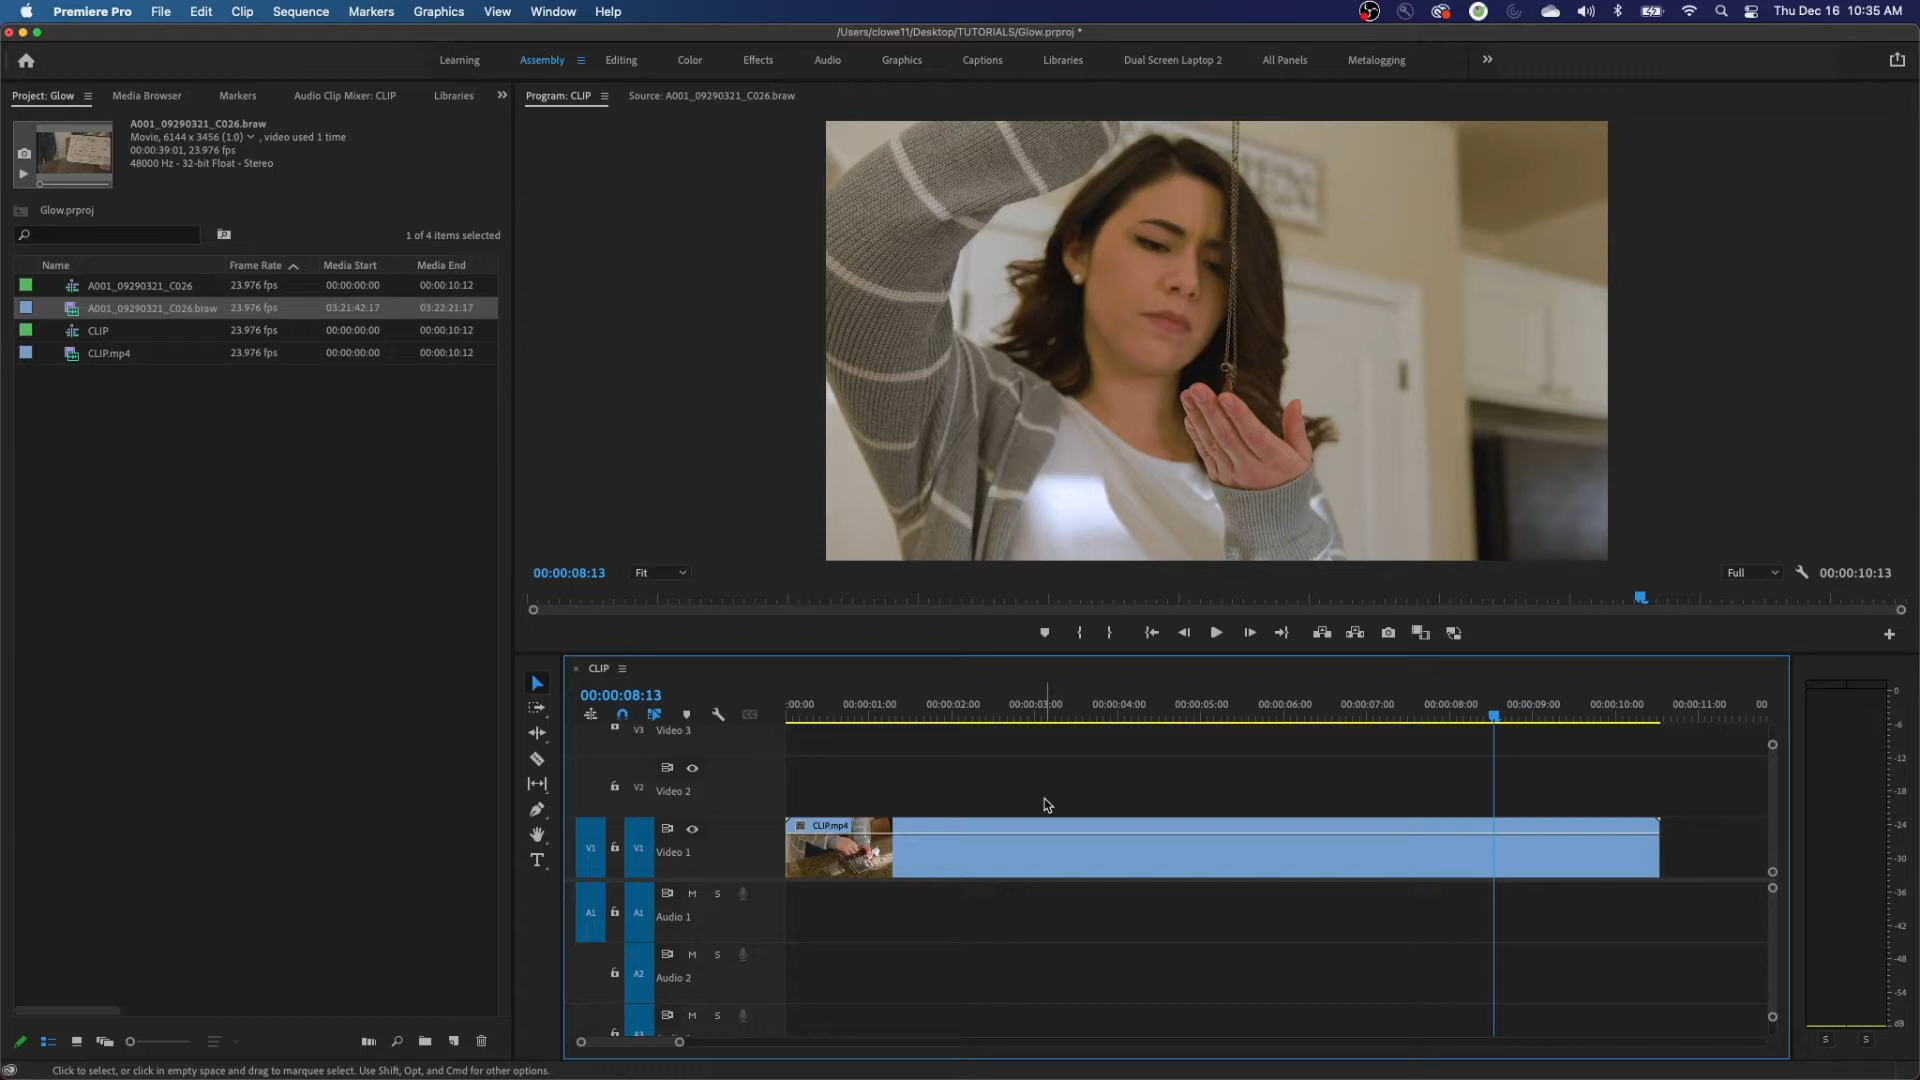 Premiere Pro File Edit Clip Sequence Markers Graphics View Window Help Thu Dec 16 10:35 AM
/Users/clowe11/Desktop/TUTORIALS/Glow.prproj *
Learning Assembly Editing Color Effects Audio Graphics Captions Libraries Dual Screen Laptop 2 All Panels Metalogging
Project: Glow Media Browser Markers Audio Clip Mixer: CLIP Libraries
Program: CLIP Source: A001_09290321_C026.braw
A001_09290321_C026.braw
Movie, 6144 x 3456 (1.0) , video used 1 time
00:00:39:01, 23.976 fps
48000 Hz - 32-bit Float - Stereo
Glow.prproj
1 of 4 items selected
Name Frame Rate Media Start Media End
A001_09290321_C026 23.976 fps 00:00:00:00 00:00:10:12
A001_09290321_C026.braw 23.976 fps 03:21:42:17 03:22:21:17
CLIP 23.976 fps 00:00:00:00 00:00:10:12
CLIP.mp4 23.976 fps 00:00:00:00 00:00:10:12
00:00:08:13 Fit Full 00:00:10:13
CLIP
00:00:08:13
:00:00 00:00:01:00 00:00:02:00 00:00:03:00 00:00:04:00 00:00:05:00 00:00:06:00 00:00:07:00 00:00:08:00 00:00:09:00 00:00:10:00 00:00:11:00 00
V3 Video 3
V2 Video 2
CLIP.mp4
V1 V1 Video 1
M S
A1 A1 Audio 1
M S
A2 Audio 2
M S
A3
0
-6
-12
-18
-24
-30
-36
-42
-48
-54
dB
S S
Click to select, or click in empty space and drag to marquee select. Use Shift, Opt, and Cmd for other options.